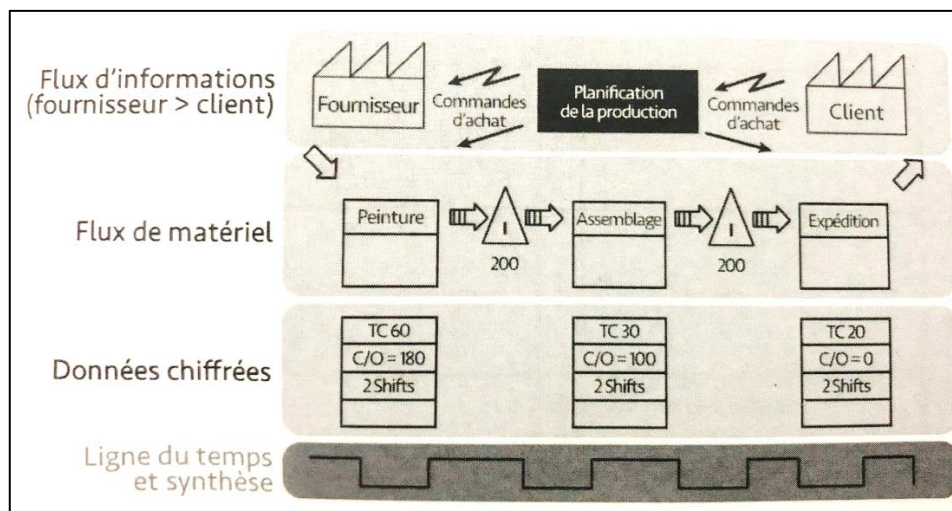 Flux d'informations
(fournisseur > client)
Fournisseur
Commandes
d'achat
Planification
de la production
Commandes
d'achat
Client
Flux de matériel
Peinture
I
200
Assemblage
I
200
Expédition
Données chiffrées
TC 60
C/O = 180
2 Shifts
TC 30
C/O = 100
2 Shifts
TC 20
C/O = 0
2 Shifts
Ligne du temps
et synthèse